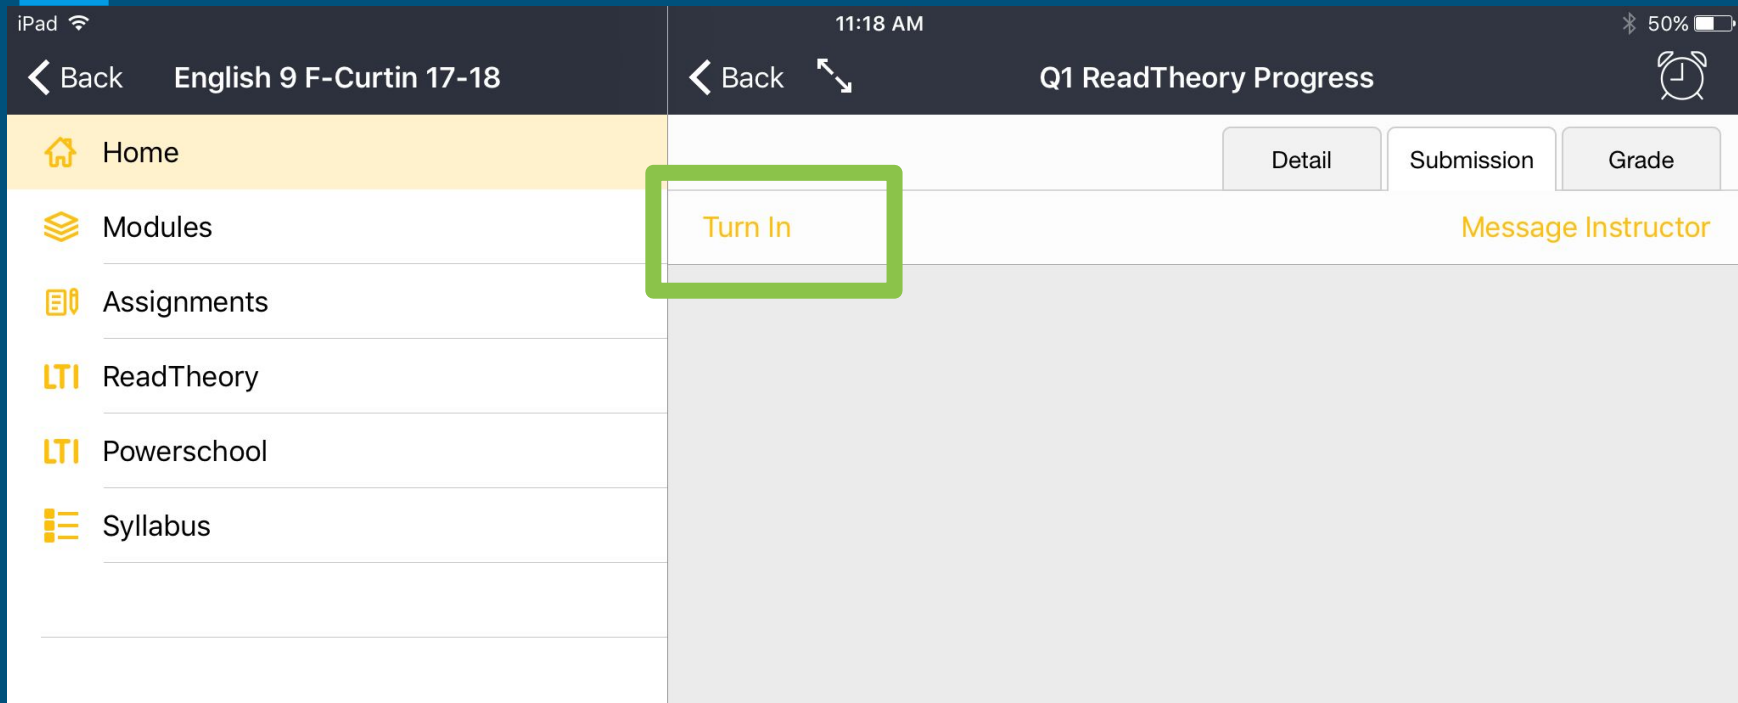 iPad 11:18 AM 50%
Back English 9 F-Curtin 17-18
Back Q1 ReadTheory Progress
Home
Modules
Assignments
LTI ReadTheory
LTI Powerschool
Syllabus
Detail Submission Grade
Turn In Message Instructor